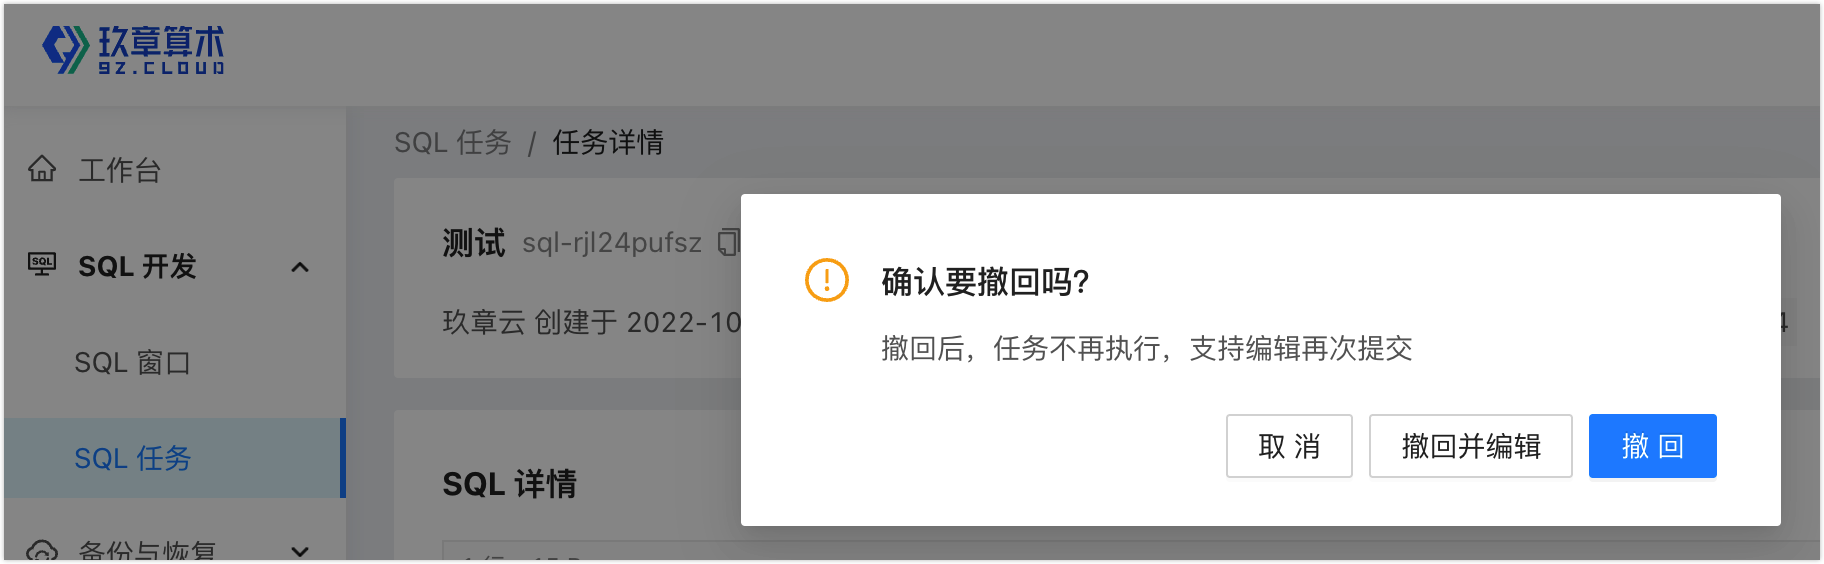 玖章算术
9Z.CLOUD
SQL 任务 / 任务详情
工作台
SQL
SQL 开发
SQL 窗口
SQL 任务
备份与恢复
测试 sql-rjl24pufsz
玖章云 创建于 2022-10
SQL 详情
确认要撤回吗?
撤回后，任务不再执行，支持编辑再次提交
取 消
撤回并编辑
撤 回